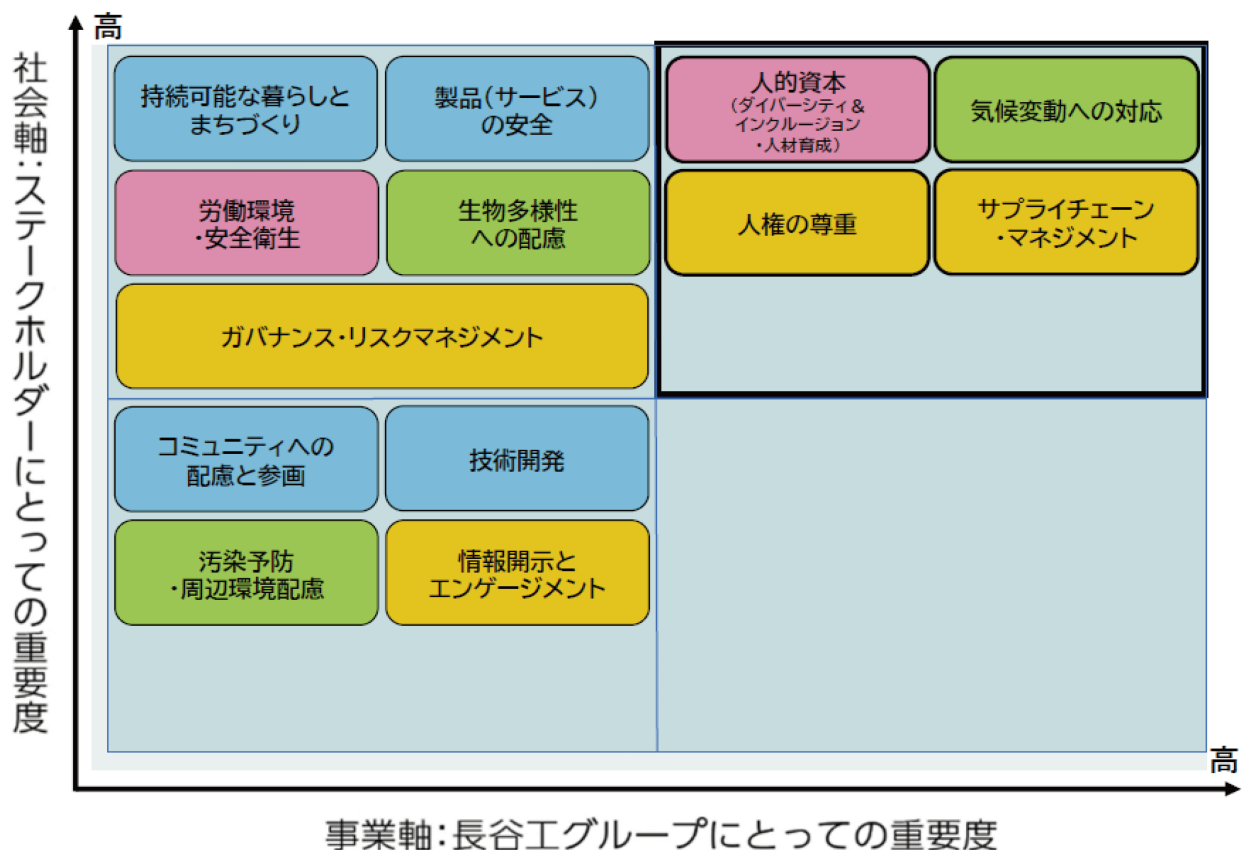 高
社会軸：ステークホルダーにとっての重要度
持続可能な暮らしと
まちづくり
製品（サービス）
の安全
人的資本
（ダイバーシティ＆
インクルージョン
・人材育成）
気候変動への対応
労働環境
・安全衛生
生物多様性
への配慮
人権の尊重
サプライチェーン
・マネジメント
ガバナンス・リスクマネジメント
コミュニティへの
配慮と参画
技術開発
汚染予防
・周辺環境配慮
情報開示と
エンゲージメント
高
事業軸：長谷工グループにとっての重要度